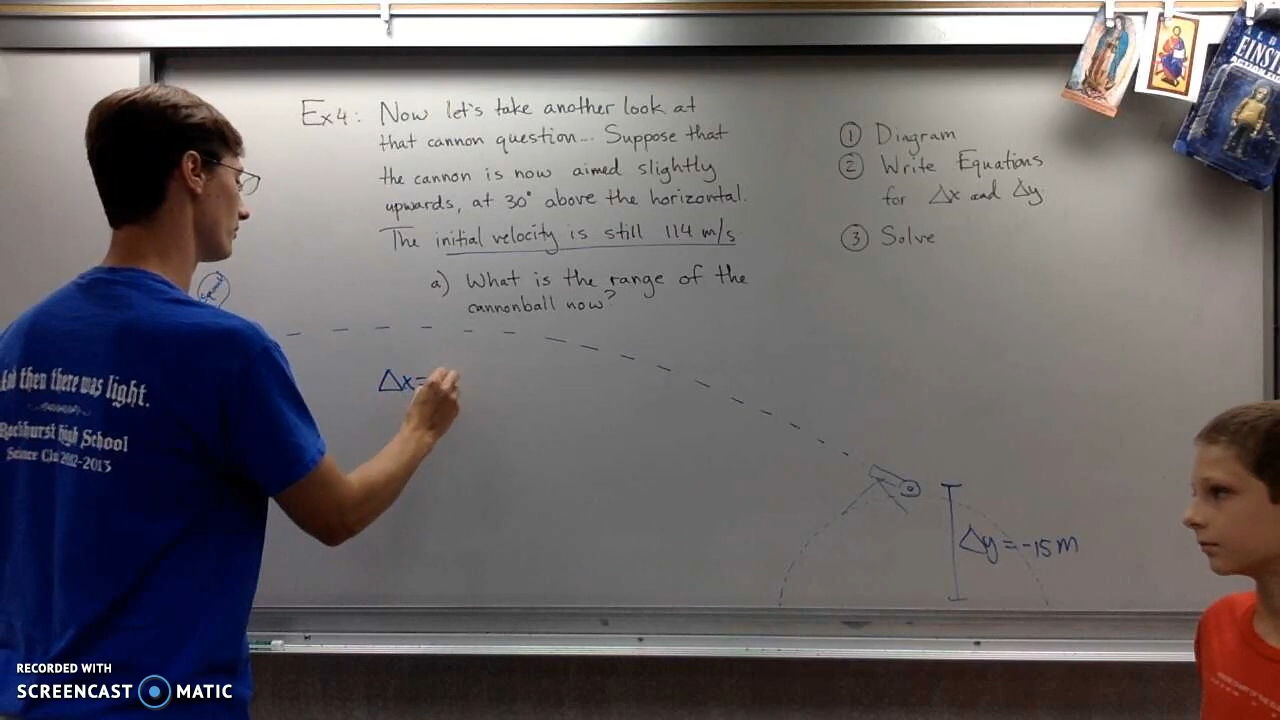 Ex4: Now let's take another look at
that cannon question... Suppose that
the cannon is now aimed slightly
upwards, at 30° above the horizontal.
The initial velocity is still 114 m/s.
a) What is the range of the
cannonball now?
① Diagram
② Write Equations
for Δx and Δy.
③ Solve
Δx=
Δy = -15 m
And then there was light.
Rockhurst High School
Science Club 2012-2013
EINST
RECORDED WITH
SCREENCAST MATIC